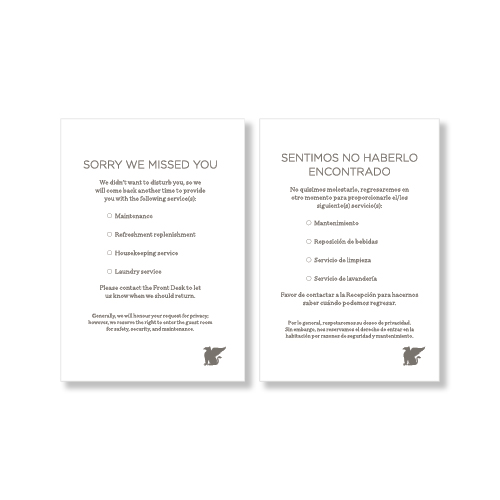 SORRY WE MISSED YOU
We didn't want to disturb you, so we
will come back another time to provide
you with the following service(s):
Maintenance
Refreshment replenishment
Housekeeping service
Laundry service
Please contact the Front Desk to let
us know when we should return.
Generally, we will honour your request for privacy;
however, we reserve the right to enter the guest room
for safety, security, and maintenance.
SENTIMOS NO HABERLO
ENCONTRADO
No quisimos molestarlo, regresaremos en
otro momento para proporcionarle el/los
siguiente(s) servicio(s):
Mantenimiento
Reposición de bebidas
Servicio de limpieza
Servicio de lavandería
Favor de contactar a la Recepción para hacernos
saber cuándo podemos regresar.
Por lo general, respetaremos su deseo de privacidad.
Sin embargo, nos reservamos el derecho de entrar en la
habitación por razones de seguridad y mantenimiento.